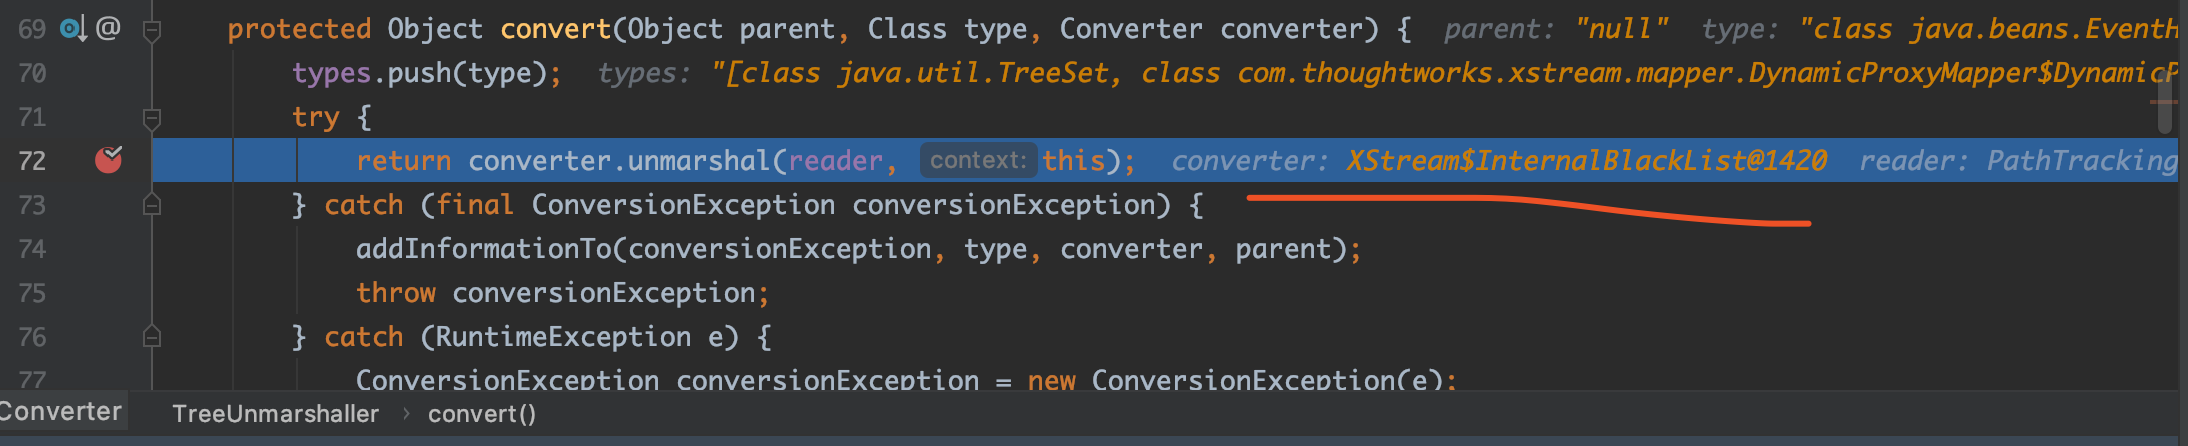 69 @ protected Object convert(Object parent, Class type, Converter converter) { parent: "null" type: "class java.beans.EventH
70 types.push(type); types: "[class java.util.TreeSet, class com.thoughtworks.xstream.mapper.DynamicProxyMapper$DynamicP
71 try {
72 return converter.unmarshal(reader, context: this); converter: XStream$InternalBlackList@1420 reader: PathTracking
73 } catch (final ConversionException conversionException) {
74 addInformationTo(conversionException, type, converter, parent);
75 throw conversionException;
76 } catch (RuntimeException e) {
77 ConversionException conversionException = new ConversionException(e);
Converter TreeUnmarshaller › convert()